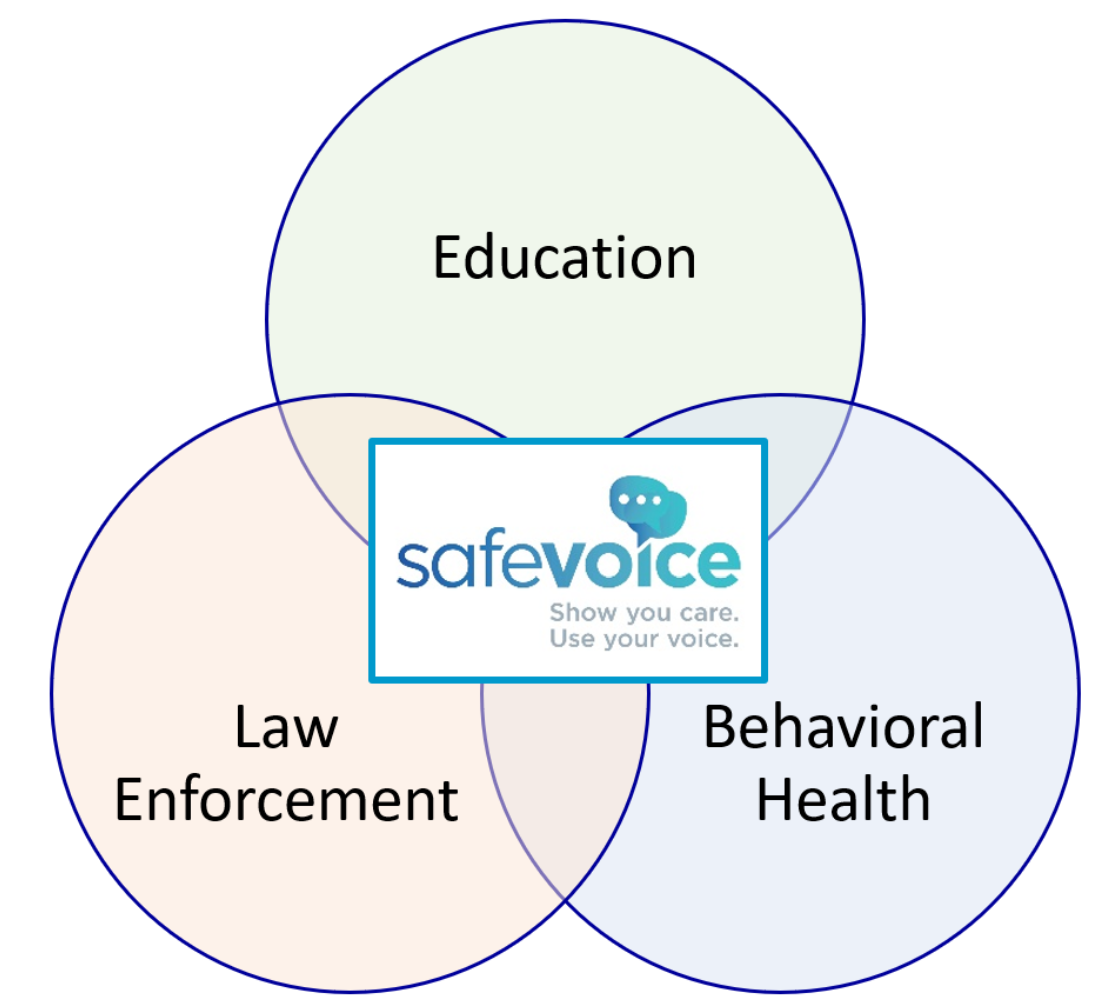 Education
safevoice
Show you care.
Use your voice.
Law
Enforcement
Behavioral
Health